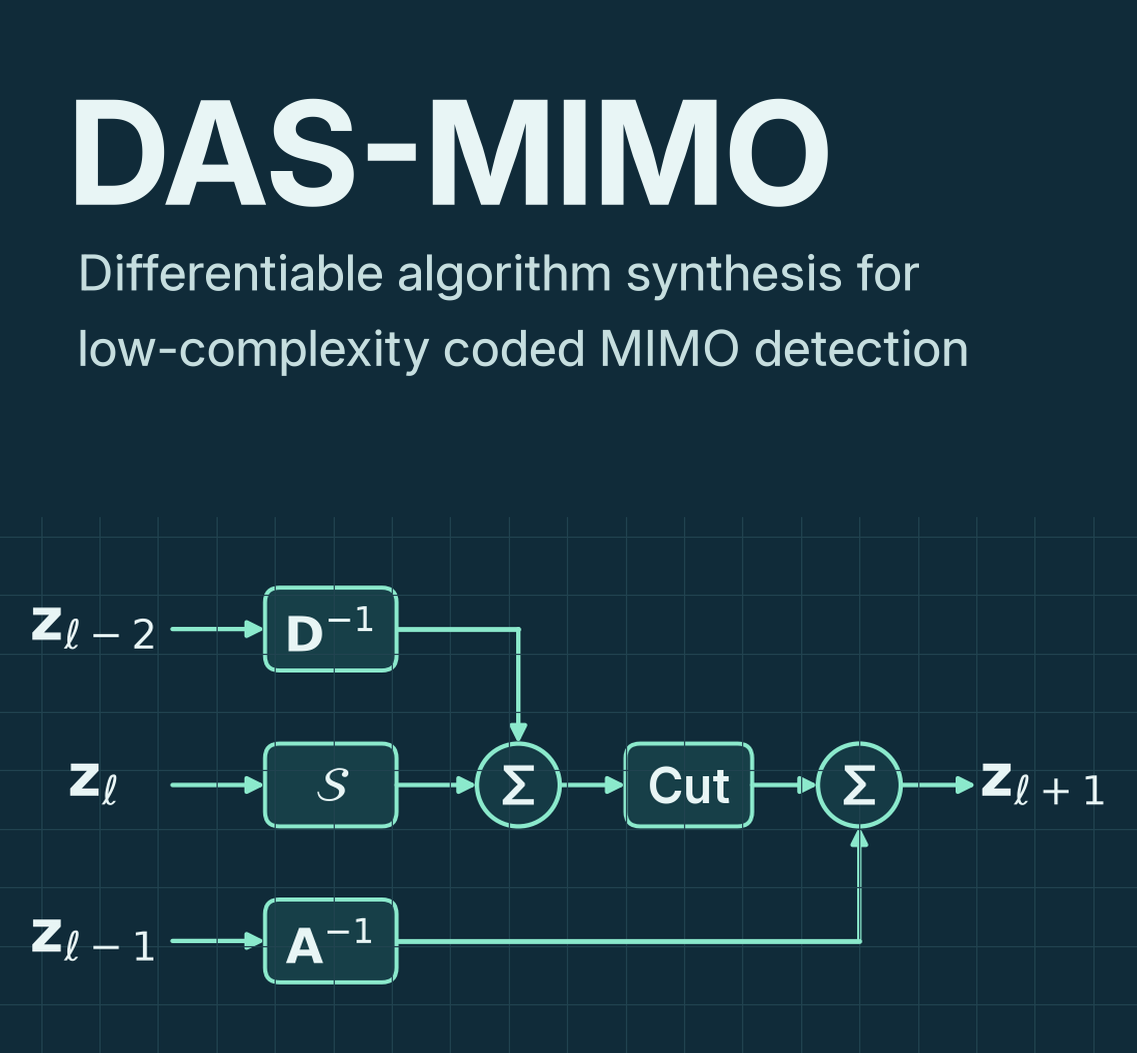 DAS-MIMO
Differentiable algorithm synthesis for
low-complexity coded MIMO detection
𝐳ℓ − 2
𝐃−1
𝐳ℓ
𝒮
Σ
Cut
Σ
𝐳ℓ + 1
𝐳ℓ − 1
𝐀−1